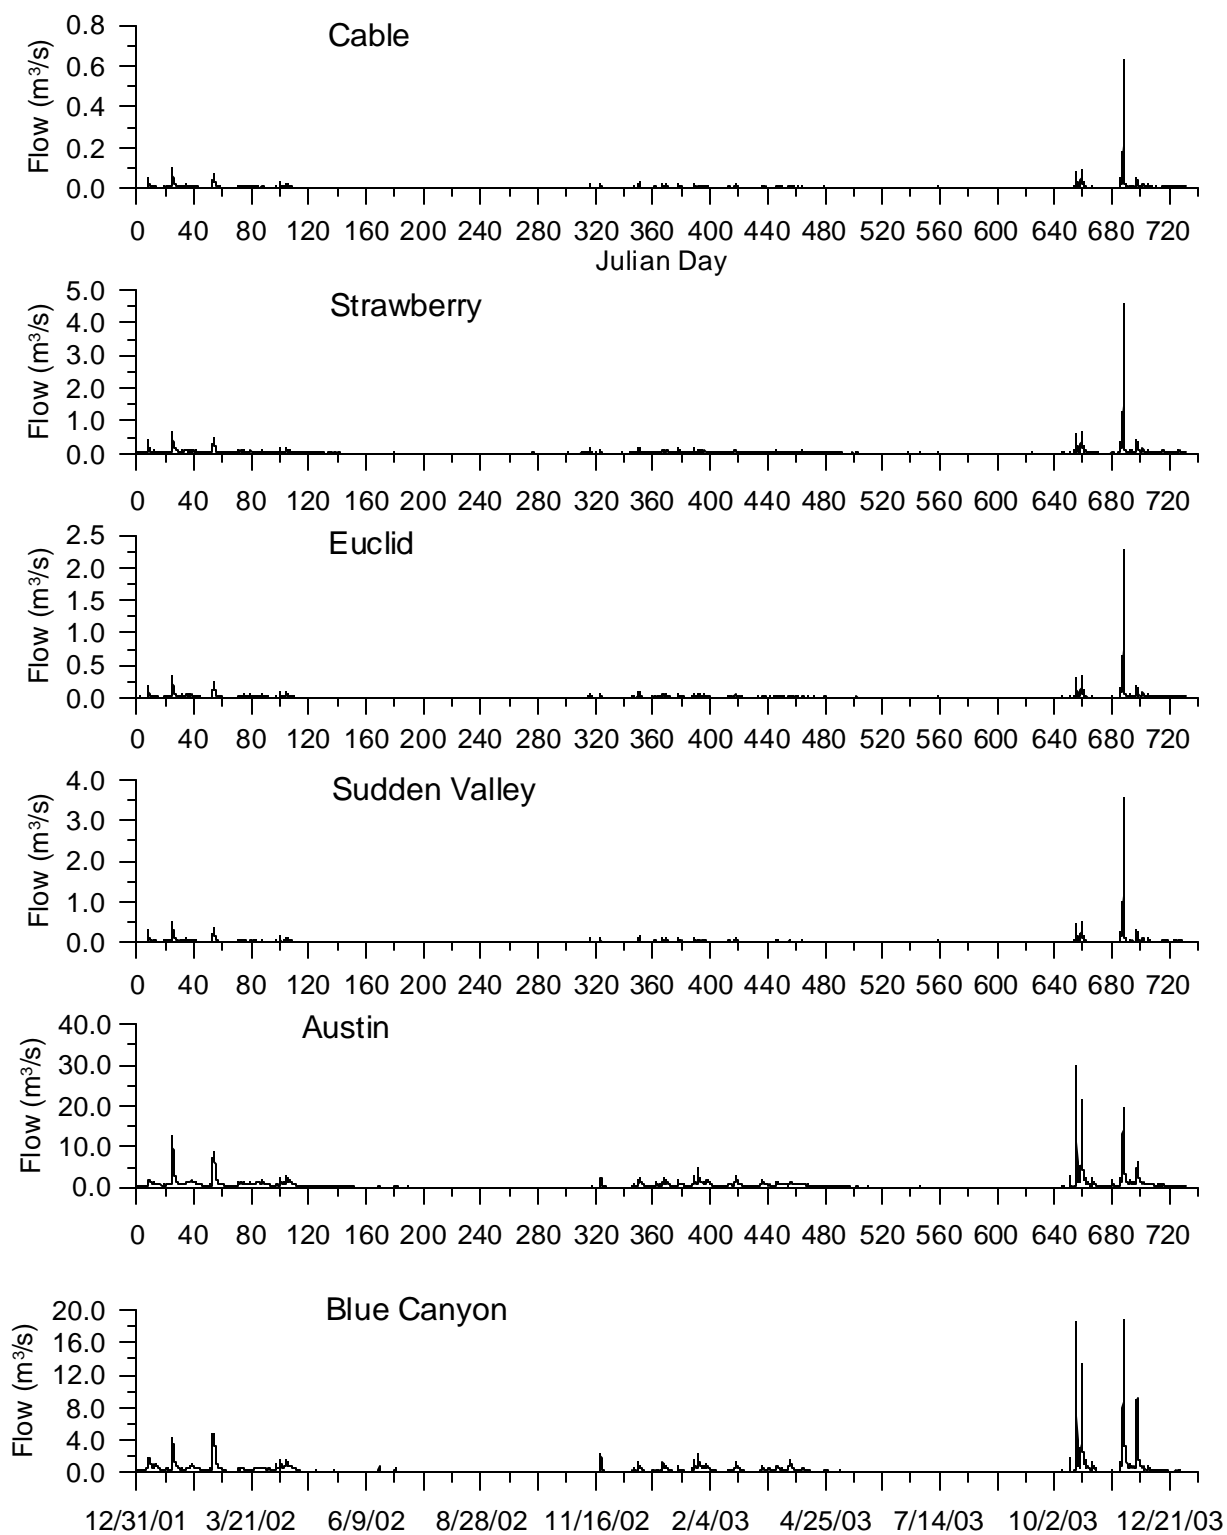 Cable
Flow (m³/s)
0.8
0.6
0.4
0.2
0.0
0 40 80 120 160 200 240 280 320 360 400 440 480 520 560 600 640 680 720
Julian Day
Strawberry
Flow (m³/s)
5.0
4.0
3.0
2.0
1.0
0.0
0 40 80 120 160 200 240 280 320 360 400 440 480 520 560 600 640 680 720
Euclid
Flow (m³/s)
2.5
2.0
1.5
1.0
0.5
0.0
0 40 80 120 160 200 240 280 320 360 400 440 480 520 560 600 640 680 720
Sudden Valley
Flow (m³/s)
4.0
3.0
2.0
1.0
0.0
0 40 80 120 160 200 240 280 320 360 400 440 480 520 560 600 640 680 720
Austin
Flow (m³/s)
40.0
30.0
20.0
10.0
0.0
0 40 80 120 160 200 240 280 320 360 400 440 480 520 560 600 640 680 720
Blue Canyon
Flow (m³/s)
20.0
16.0
12.0
8.0
4.0
0.0
12/31/01 3/21/02 6/9/02 8/28/02 11/16/02 2/4/03 4/25/03 7/14/03 10/2/03 12/21/03